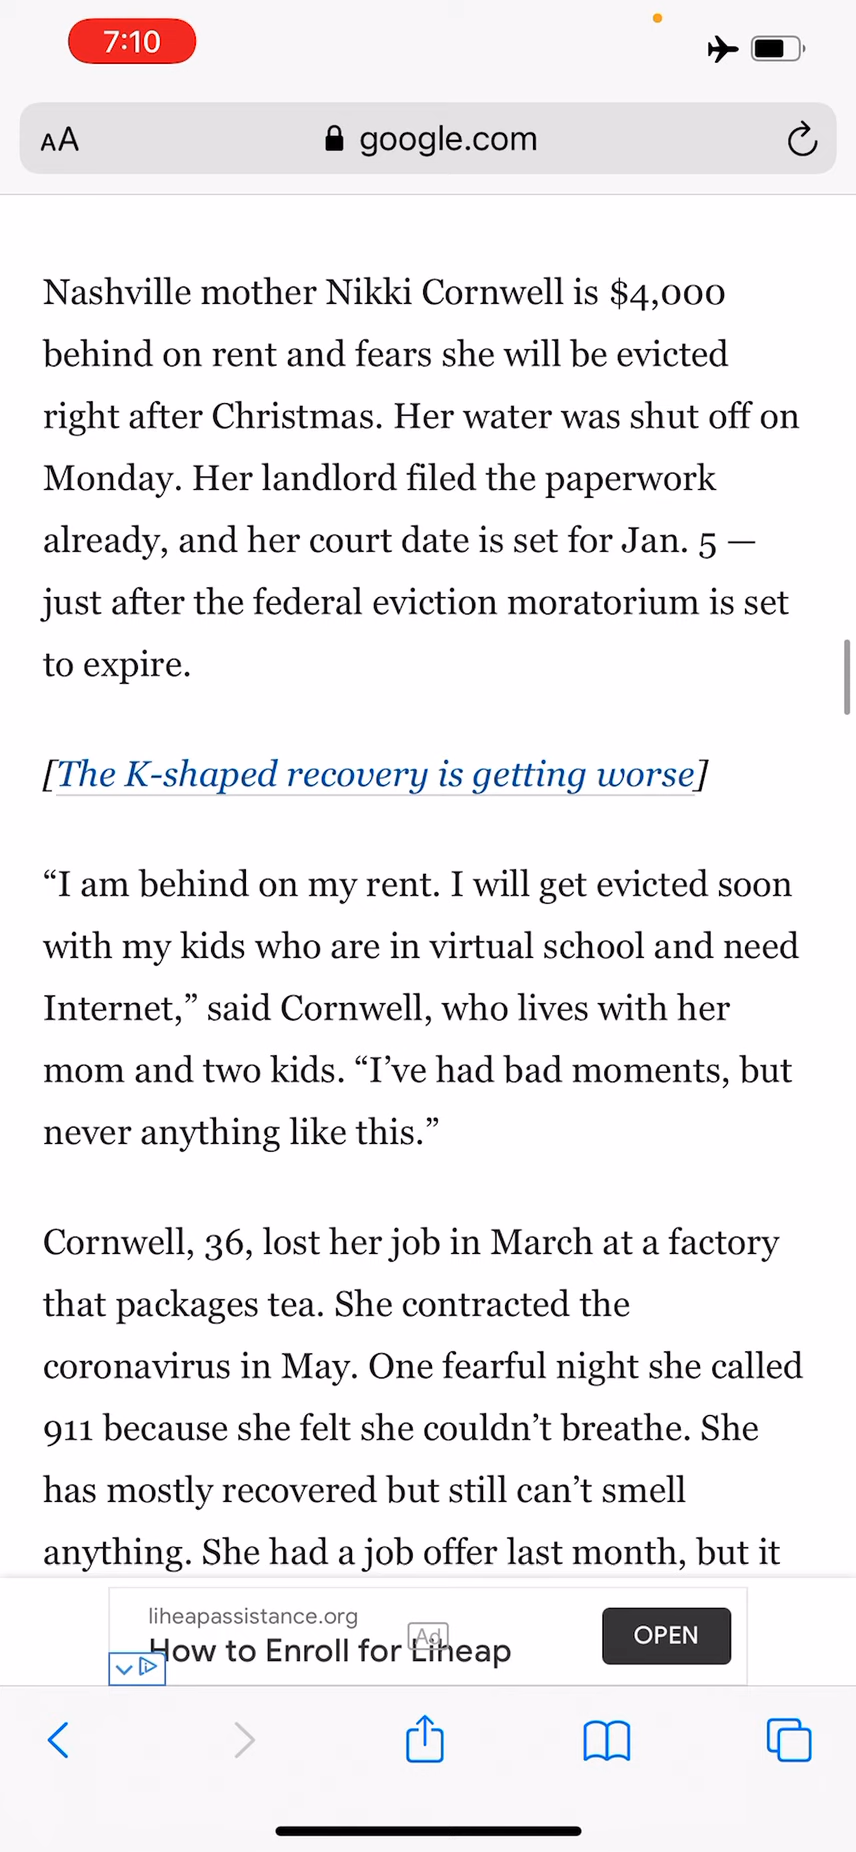 7:10
AA google.com
Nashville mother Nikki Cornwell is $4,000
behind on rent and fears she will be evicted
right after Christmas. Her water was shut off on
Monday. Her landlord filed the paperwork
already, and her court date is set for Jan. 5 —
just after the federal eviction moratorium is set
to expire.
[The K-shaped recovery is getting worse]
“I am behind on my rent. I will get evicted soon
with my kids who are in virtual school and need
Internet,” said Cornwell, who lives with her
mom and two kids. “I’ve had bad moments, but
never anything like this.”
Cornwell, 36, lost her job in March at a factory
that packages tea. She contracted the
coronavirus in May. One fearful night she called
911 because she felt she couldn’t breathe. She
has mostly recovered but still can’t smell
anything. She had a job offer last month, but it
liheapassistance.org
Ad
How to Enroll for Liheap
OPEN